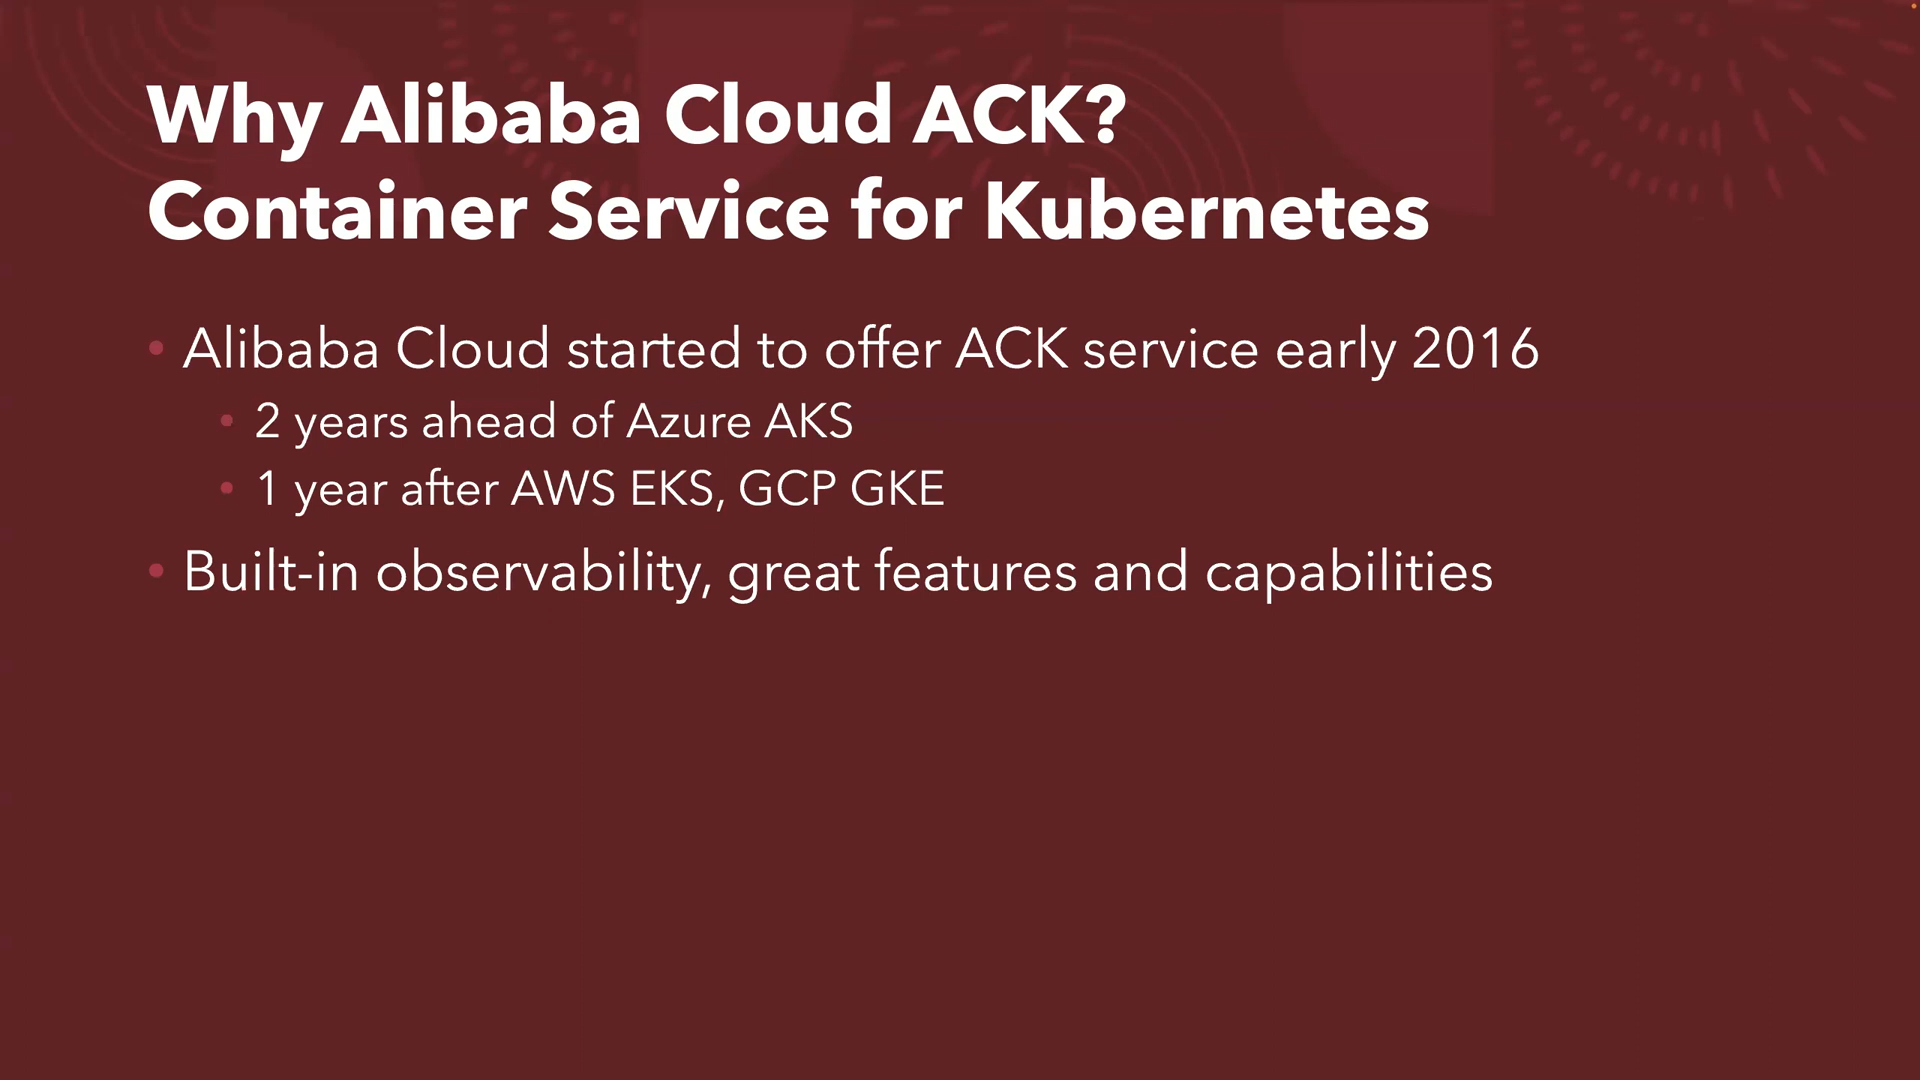 Why Alibaba Cloud ACK?
Container Service for Kubernetes
• Alibaba Cloud started to offer ACK service early 2016
• 2 years ahead of Azure AKS
• 1 year after AWS EKS, GCP GKE
• Built-in observability, great features and capabilities